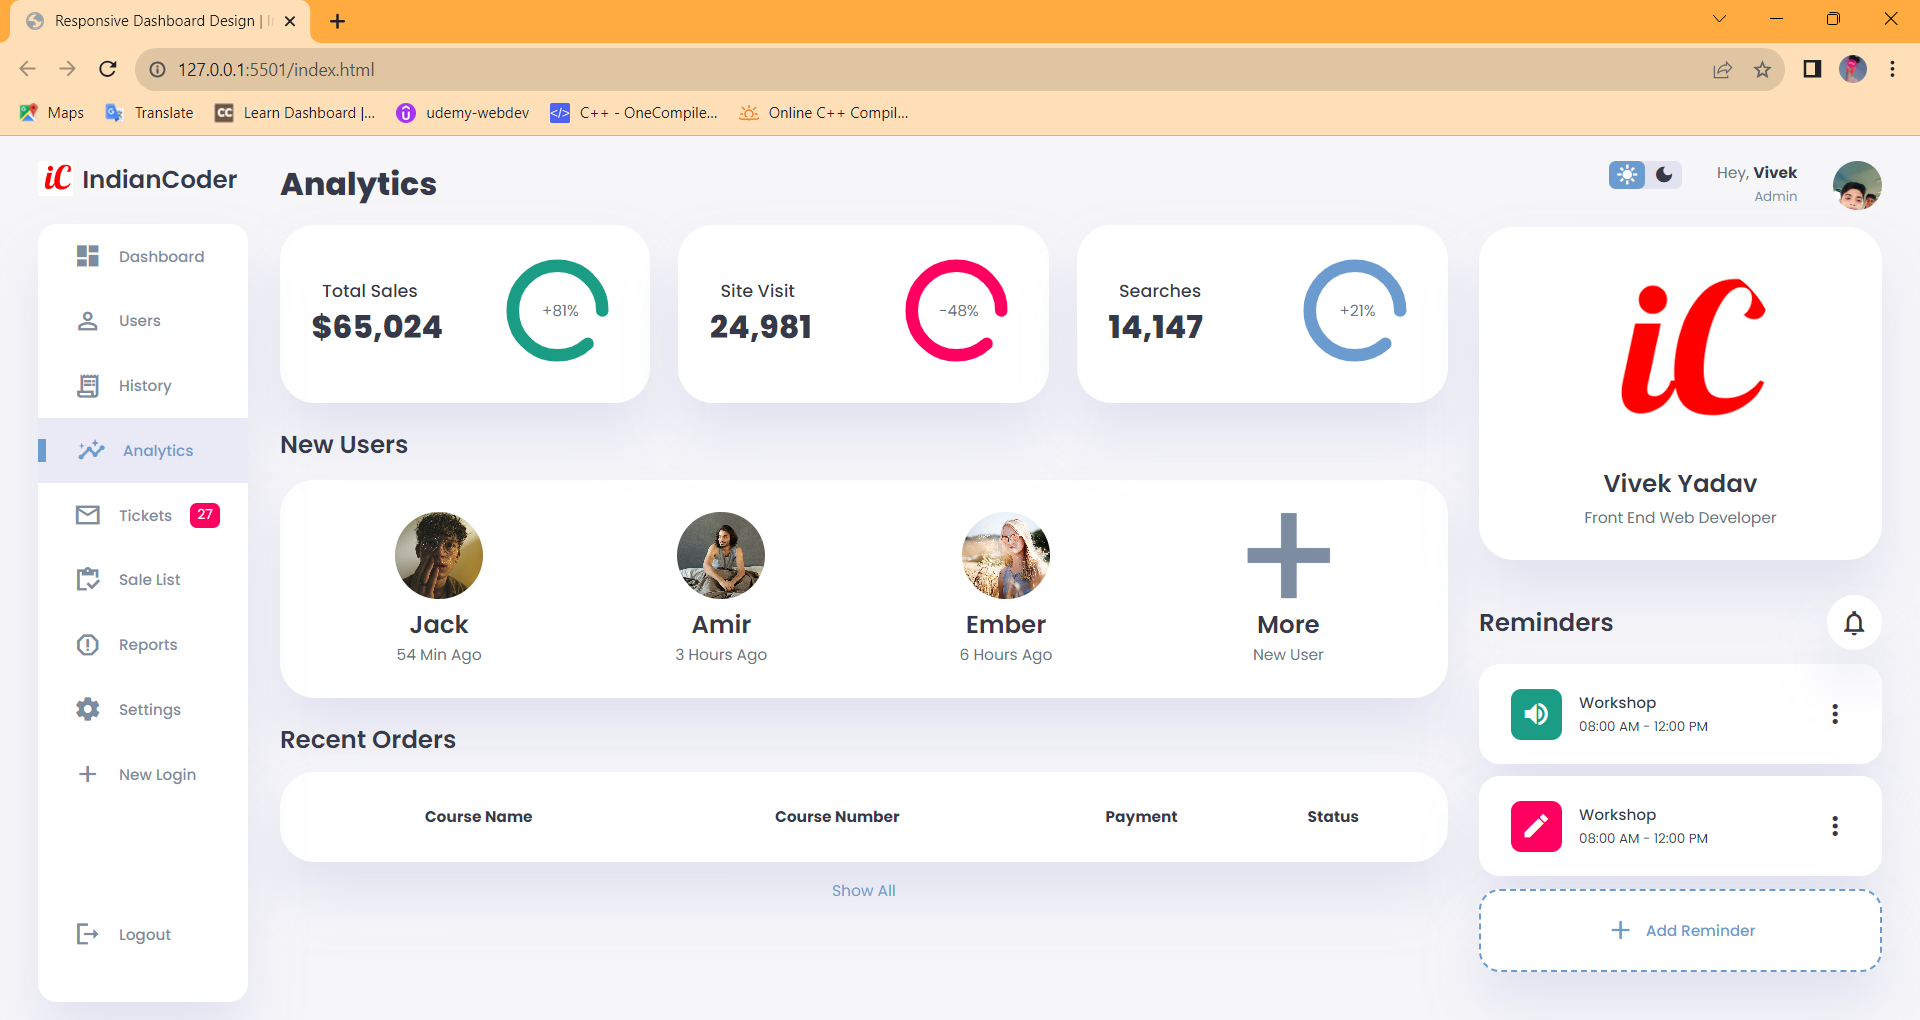 Responsive Dashboard Design | I
127.0.0.1:5501/index.html
Maps
Translate
CC
Learn Dashboard |...
udemy-webdev
C++ - OneCompile...
Online C++ Compil...
iC IndianCoder
Analytics
Hey, Vivek
Admin
Dashboard
Users
History
Analytics
Tickets 27
Sale List
Reports
Settings
New Login
Logout
Total Sales
$65,024
+81%
Site Visit
24,981
-48%
Searches
14,147
+21%
New Users
Jack
54 Min Ago
Amir
3 Hours Ago
Ember
6 Hours Ago
More
New User
Recent Orders
Course Name Course Number Payment Status
Show All
iC
Vivek Yadav
Front End Web Developer
Reminders
Workshop
08:00 AM - 12:00 PM
Workshop
08:00 AM - 12:00 PM
Add Reminder